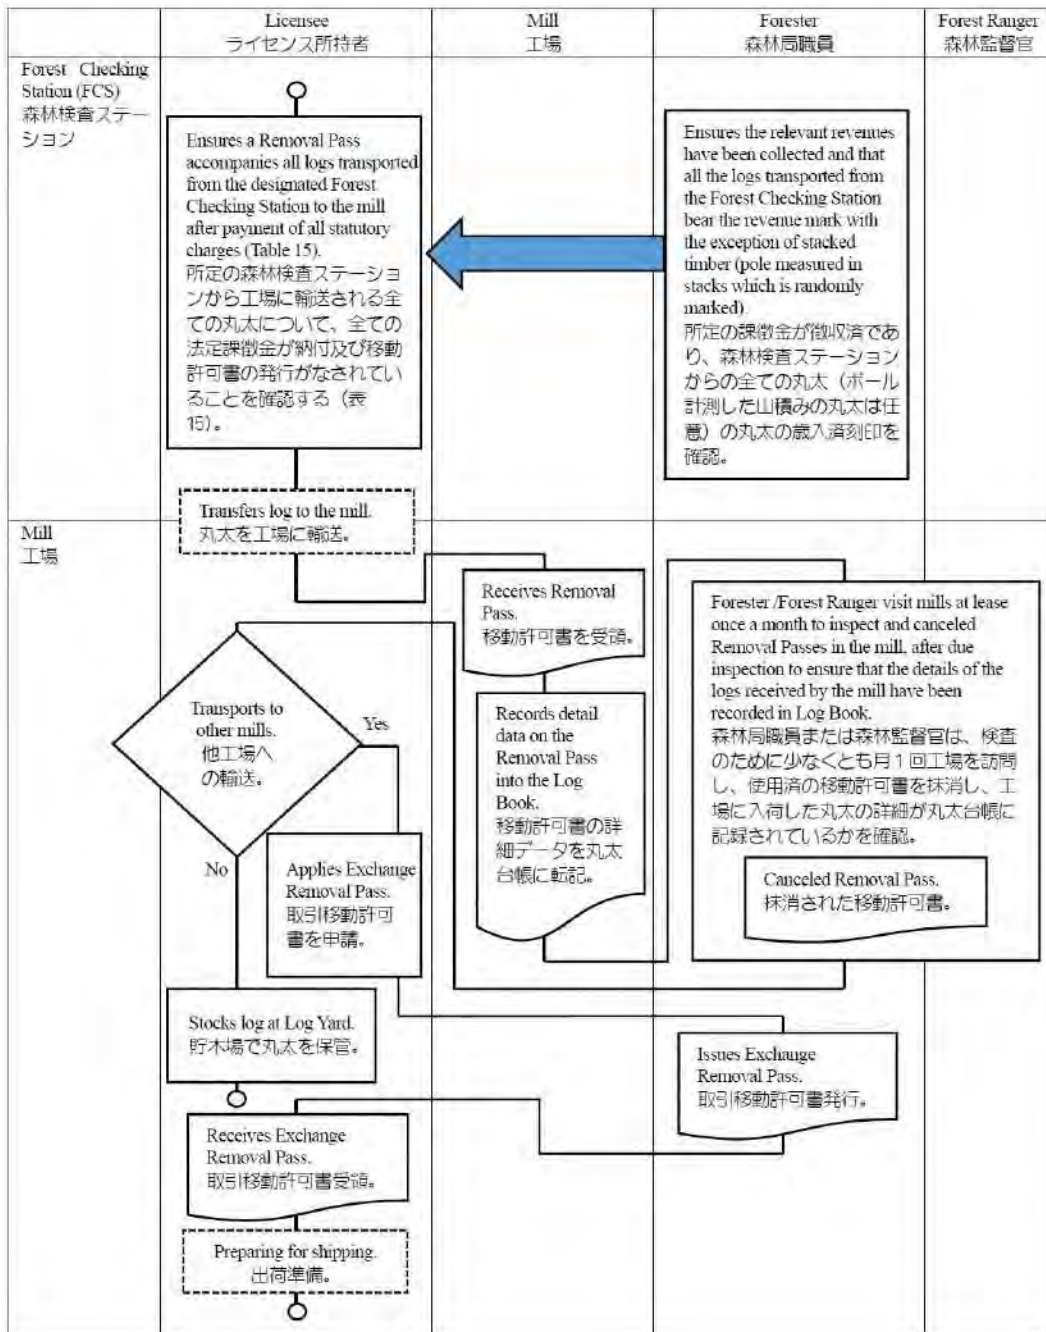 Licensee
ライセンス所持者
Mill
工場
Forester
森林局職員
Forest Ranger
森林監督官
Forest Checking
Station (FCS)
森林検査ステー
ション
Ensures a Removal Pass
accompanies all logs transported
from the designated Forest
Checking Station to the mill
after payment of all statutory
charges (Table 15).
所定の森林検査ステーショ
ンから工場に輸送される全
ての丸太について、全ての
法定課徴金が納付及び移動
許可書の発行がなされてい
ることを確認する（表
15）。
Ensures the relevant revenues
have been collected and that
all the logs transported from
the Forest Checking Station
bear the revenue mark with
the exception of stacked
timber (pole measured in
stacks which is randomly
marked).
所定の課徴金が徴収済であ
り、森林検査ステーション
からの全ての丸太（ポール
計測した山積みの丸太は任
意）の丸太の歳入済刻印を
確認。
Transfers log to the mill.
丸太を工場に輸送。
Mill
工場
Receives Removal
Pass.
移動許可書を受領。
Forester /Forest Ranger visit mills at lease
once a month to inspect and canceled
Removal Passes in the mill, after due
inspection to ensure that the details of the
logs received by the mill have been
recorded in Log Book.
森林局職員または森林監督官は、検査
のために少なくとも月１回工場を訪問
し、使用済の移動許可書を抹消し、工
場に入荷した丸太の詳細が丸太台帳に
記録されているかを確認。
Transports to
other mills.
他工場へ
の輸送。
Yes
No
Records detail
data on the
Removal Pass
into the Log
Book.
移動許可書の詳
細データを丸太
台帳に転記。
Canceled Removal Pass.
抹消された移動許可書。
Applies Exchange
Removal Pass.
取引移動許可
書を申請。
Stocks log at Log Yard.
貯木場で丸太を保管。
Issues Exchange
Removal Pass.
取引移動許可書発行。
Receives Exchange
Removal Pass.
取引移動許可書受領。
Preparing for shipping.
出荷準備。